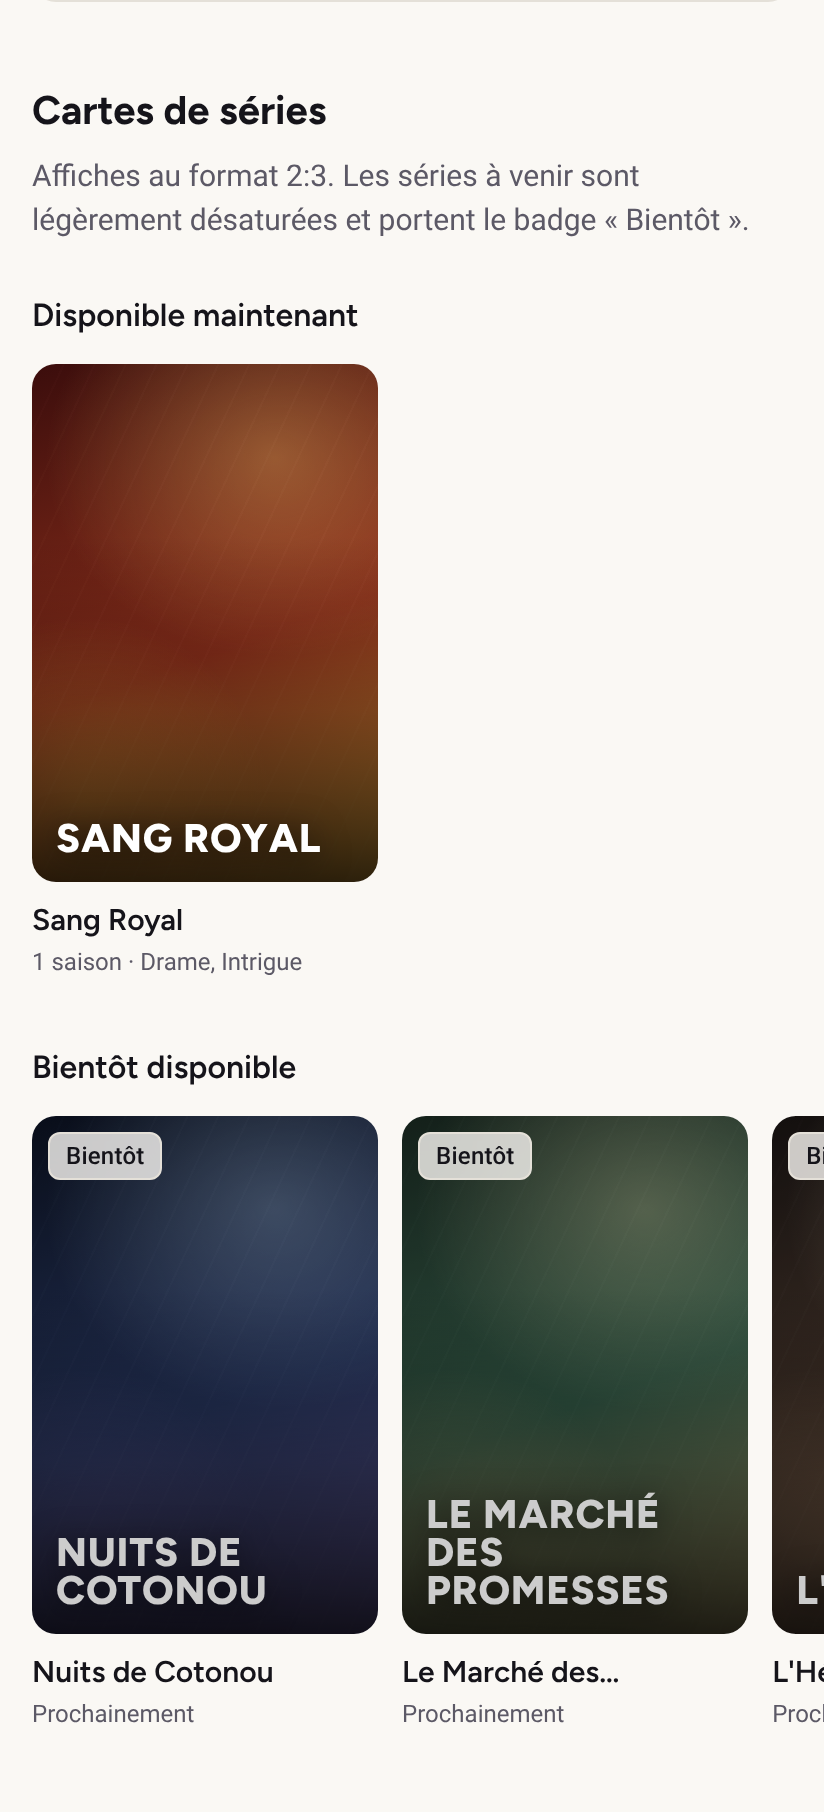 Cartes de séries
Affiches au format 2:3. Les séries à venir sont
légèrement désaturées et portent le badge « Bientôt ».
Disponible maintenant
SANG ROYAL
Sang Royal
1 saison · Drame, Intrigue
Bientôt disponible
Bientôt
NUITS DE
COTONOU
Nuits de Cotonou
Prochainement
Bientôt
LE MARCHÉ
DES
PROMESSES
Le Marché des...
Prochainement